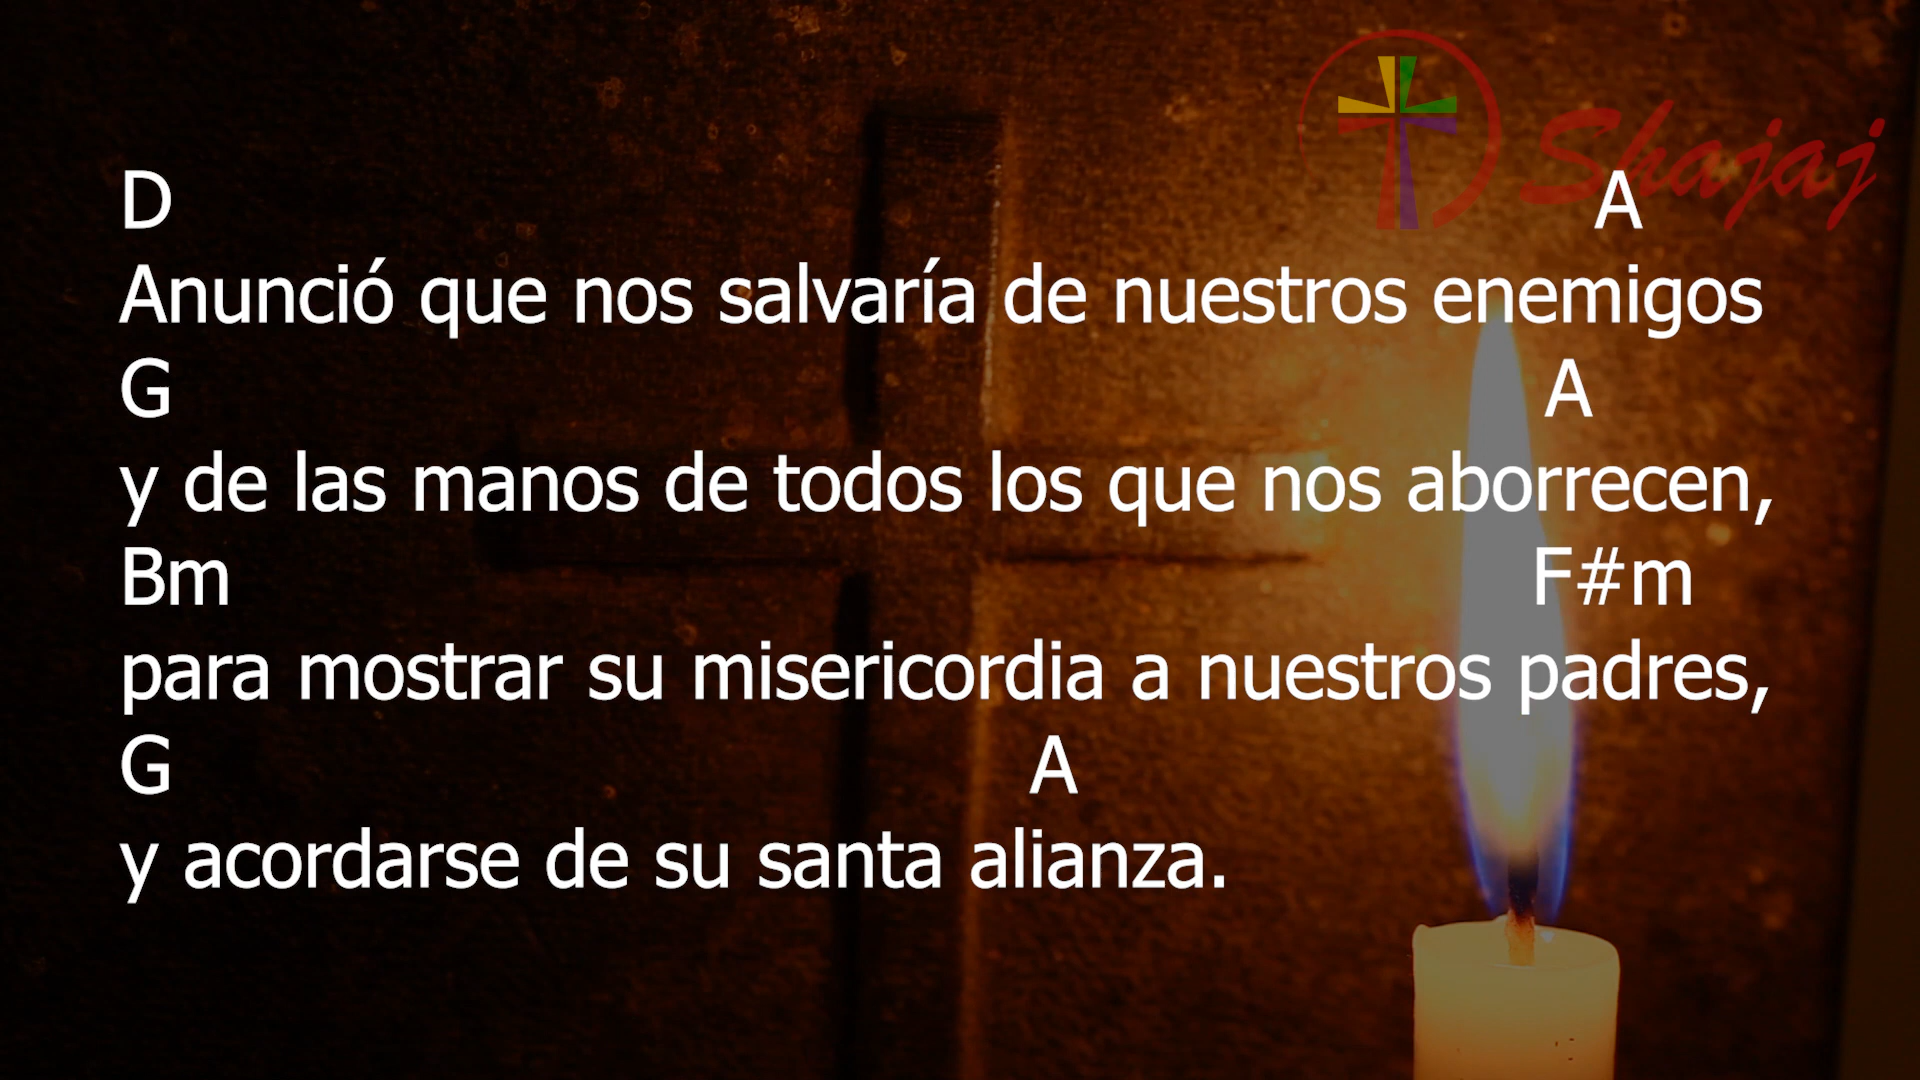 Shajaj
D A
Anunció que nos salvaría de nuestros enemigos
G A
y de las manos de todos los que nos aborrecen,
Bm F#m
para mostrar su misericordia a nuestros padres,
G A
y acordarse de su santa alianza.